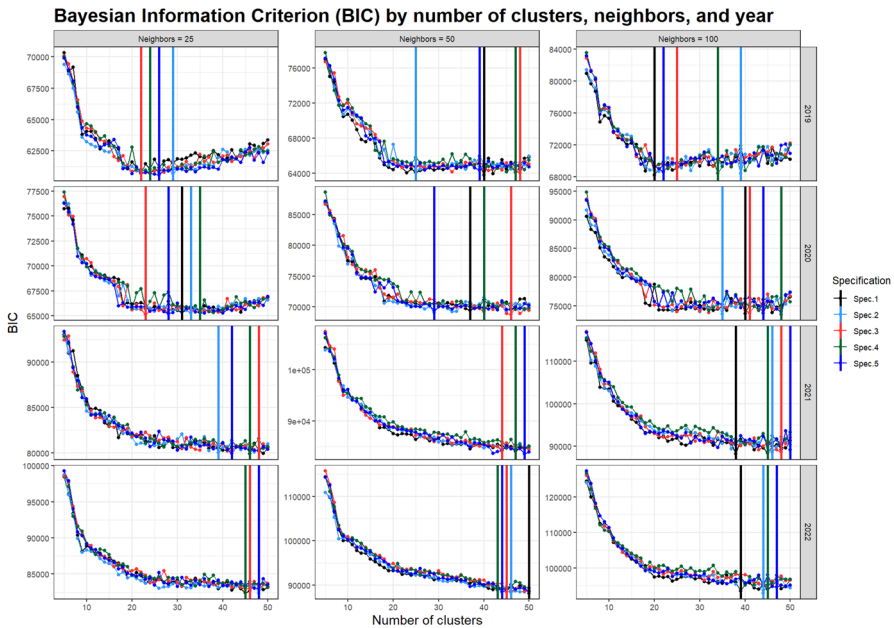 Bayesian Information Criterion (BIC) by number of clusters, neighbors, and year
Neighbors = 25
Neighbors = 50
Neighbors = 100
70000
67500
65000
62500
76000
72000
68000
64000
84000
80000
76000
72000
68000
2019
77500
75000
72500
70000
67500
65000
85000
80000
75000
70000
95000
90000
85000
80000
75000
2020
90000
85000
80000
1e+05
9e+04
110000
100000
90000
2021
100000
95000
90000
85000
110000
100000
90000
120000
110000
100000
2022
10 20 30 40 50
10 20 30 40 50
10 20 30 40 50
BIC
Number of clusters
Specification
Spec.1
Spec.2
Spec.3
Spec.4
Spec.5